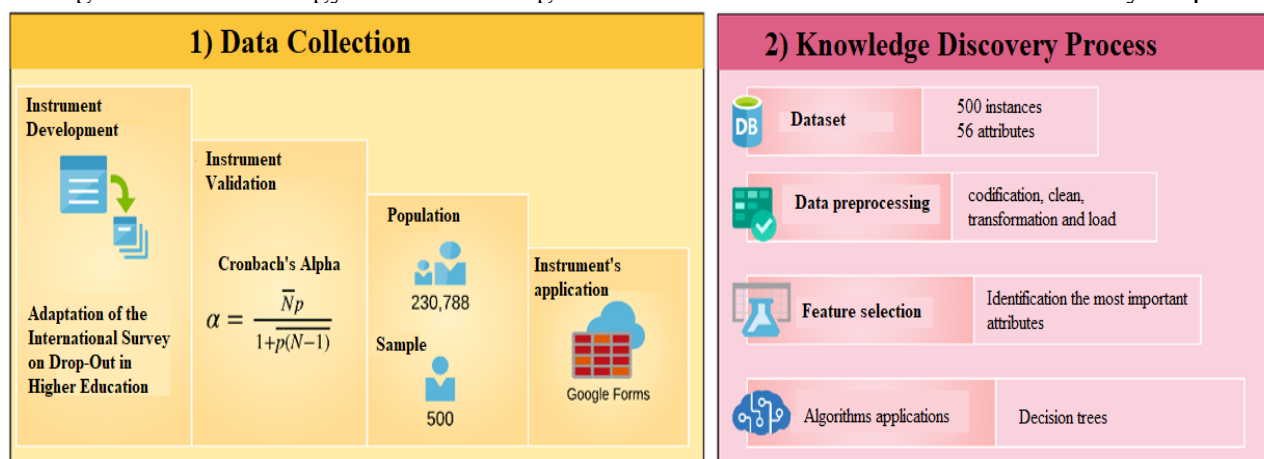 1) Data Collection
Instrument
Development
Adaptation of the
International Survey
on Drop-Out in
Higher Education
Instrument
Validation
Cronbach's Alpha
α = N̅p / 1+p(N−1)
Population
230,788
Sample
500
Instrument's
application
Google Forms
2) Knowledge Discovery Process
DB
Dataset
500 instances
56 attributes
Data preprocessing
codification, clean,
transformation and load
Feature selection
Identification the most important
attributes
Algorithms applications
Decision trees